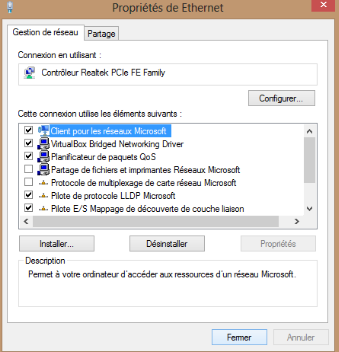 Propriétés de Ethernet
Gestion de réseau Partage
Connexion en utilisant :
Contrôleur Realtek PCIe FE Family
Configurer...
Cette connexion utilise les éléments suivants :
Client pour les réseaux Microsoft
VirtualBox Bridged Networking Driver
Planificateur de paquets QoS
Partage de fichiers et imprimantes Réseaux Microsoft
Protocole de multiplexage de carte réseau Microsoft
Pilote de protocole LLDP Microsoft
Pilote E/S Mappage de découverte de couche liaison
Installer... Désinstaller Propriétés
Description
Permet à votre ordinateur d'accéder aux ressources d'un réseau Microsoft.
Fermer Annuler